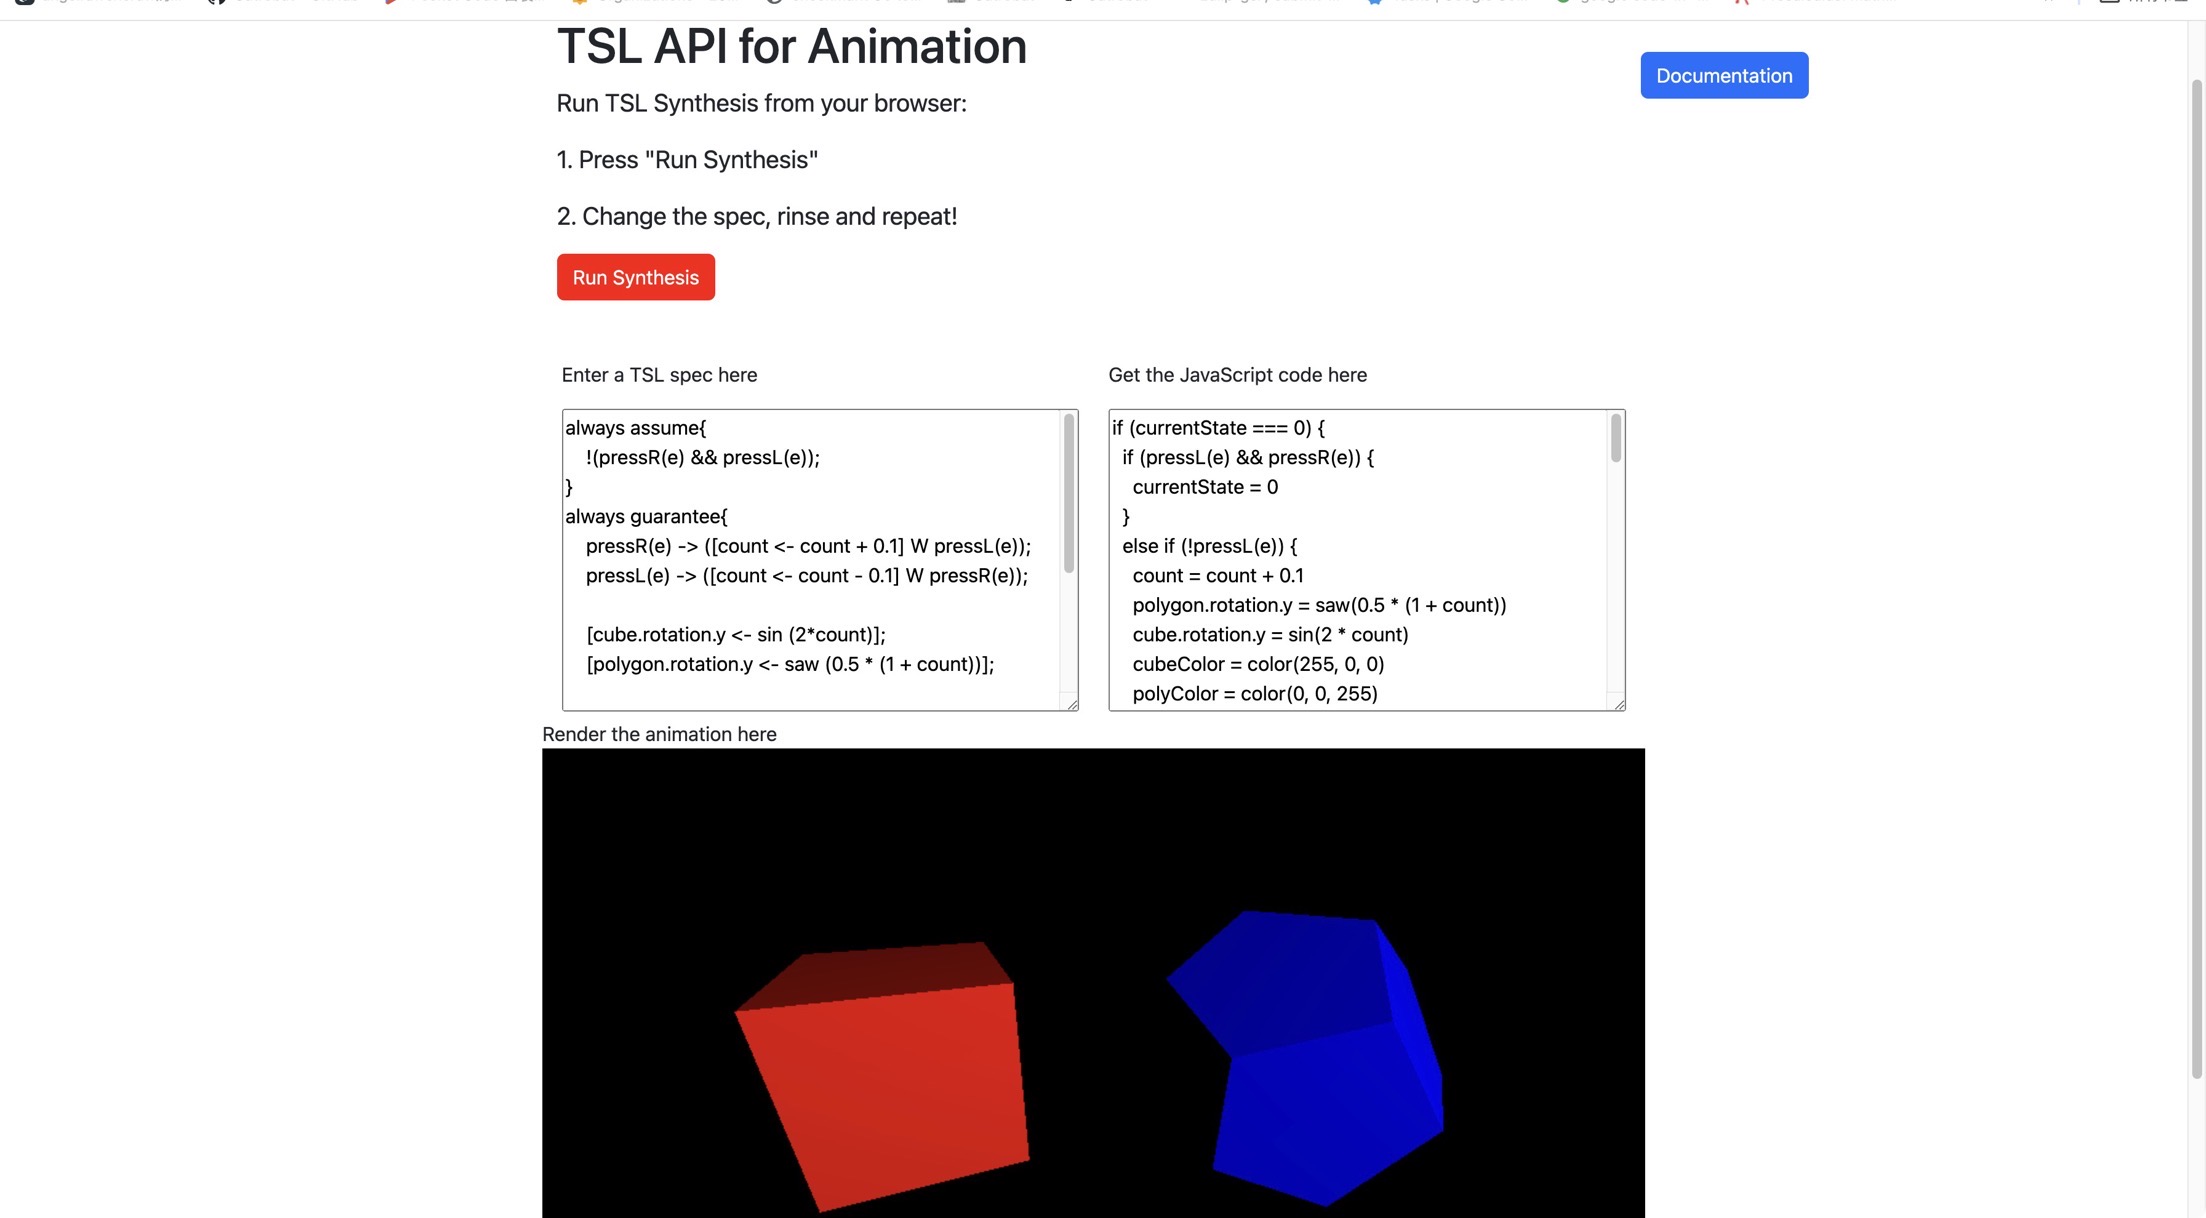 TSL API for Animation
Documentation
Run TSL Synthesis from your browser:
1. Press "Run Synthesis"
2. Change the spec, rinse and repeat!
Run Synthesis
Enter a TSL spec here
always assume{
!(pressR(e) && pressL(e));
}
always guarantee{
pressR(e) -> ([count <- count + 0.1] W pressL(e));
pressL(e) -> ([count <- count - 0.1] W pressR(e));
[cube.rotation.y <- sin (2*count)];
[polygon.rotation.y <- saw (0.5 * (1 + count))];
Get the JavaScript code here
if (currentState === 0) {
if (pressL(e) && pressR(e)) {
currentState = 0
}
else if (!pressL(e)) {
count = count + 0.1
polygon.rotation.y = saw(0.5 * (1 + count))
cube.rotation.y = sin(2 * count)
cubeColor = color(255, 0, 0)
polyColor = color(0, 0, 255)
Render the animation here